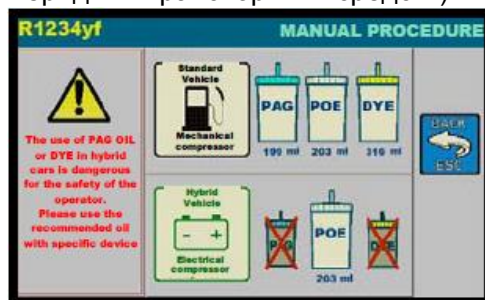 R1234yf
MANUAL PROCEDURE
The use of PAG OIL
or DYE in hybrid
cars is dangerous
for the safety of the
operator.
Please use the
recommended oil
with specific device
Standard
Vehicle
Mechanical
compressor
PAG
POE
DYE
199 ml
203 ml
316 ml
Hybrid
Vehicle
- +
Electrical
compressor
PAG
POE
DYE
203 ml
BACK
ESC